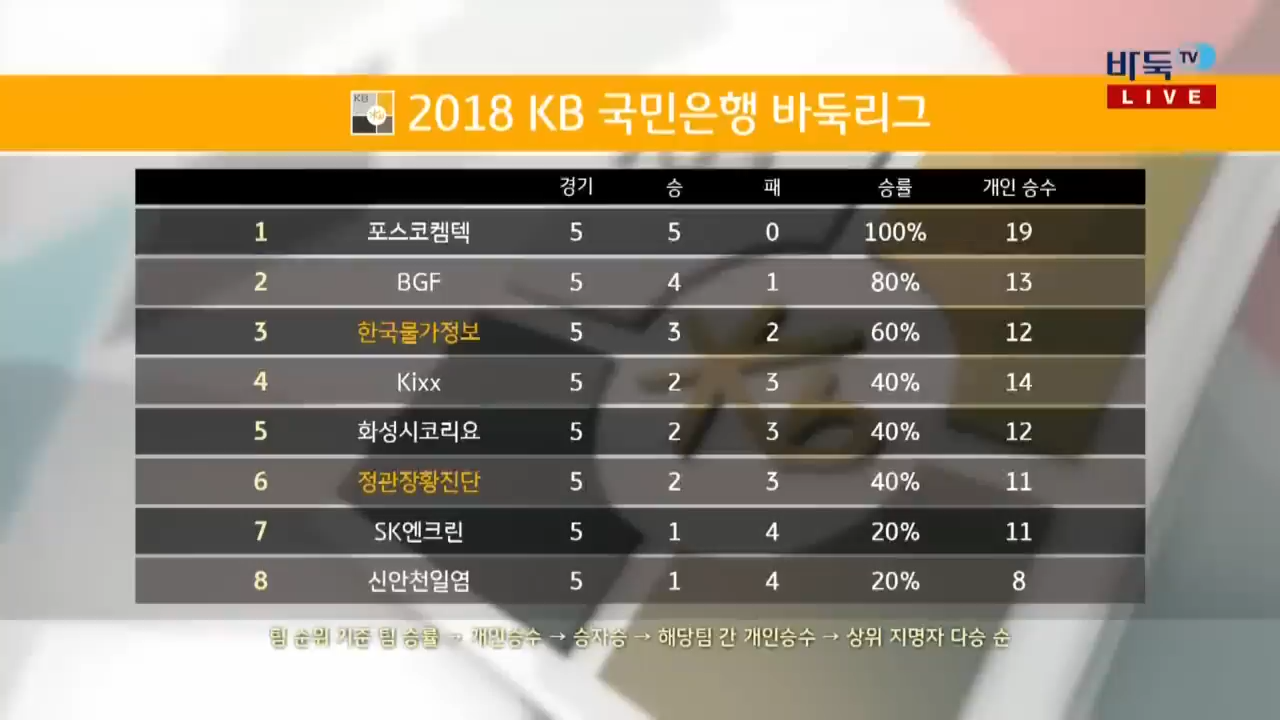 바둑TV
LIVE
KB
2018 KB 국민은행 바둑리그
경기 승 패 승률 개인 승수
1 포스코켐텍 5 5 0 100% 19
2 BGF 5 4 1 80% 13
3 한국물가정보 5 3 2 60% 12
4 Kixx 5 2 3 40% 14
5 화성시코리요 5 2 3 40% 12
6 정관장황진단 5 2 3 40% 11
7 SK엔크린 5 1 4 20% 11
8 신안천일염 5 1 4 20% 8
팀 순위 기준 팀 승률 → 개인승수 → 승자승 → 해당팀 간 개인승수 → 상위 지명자 다승 순